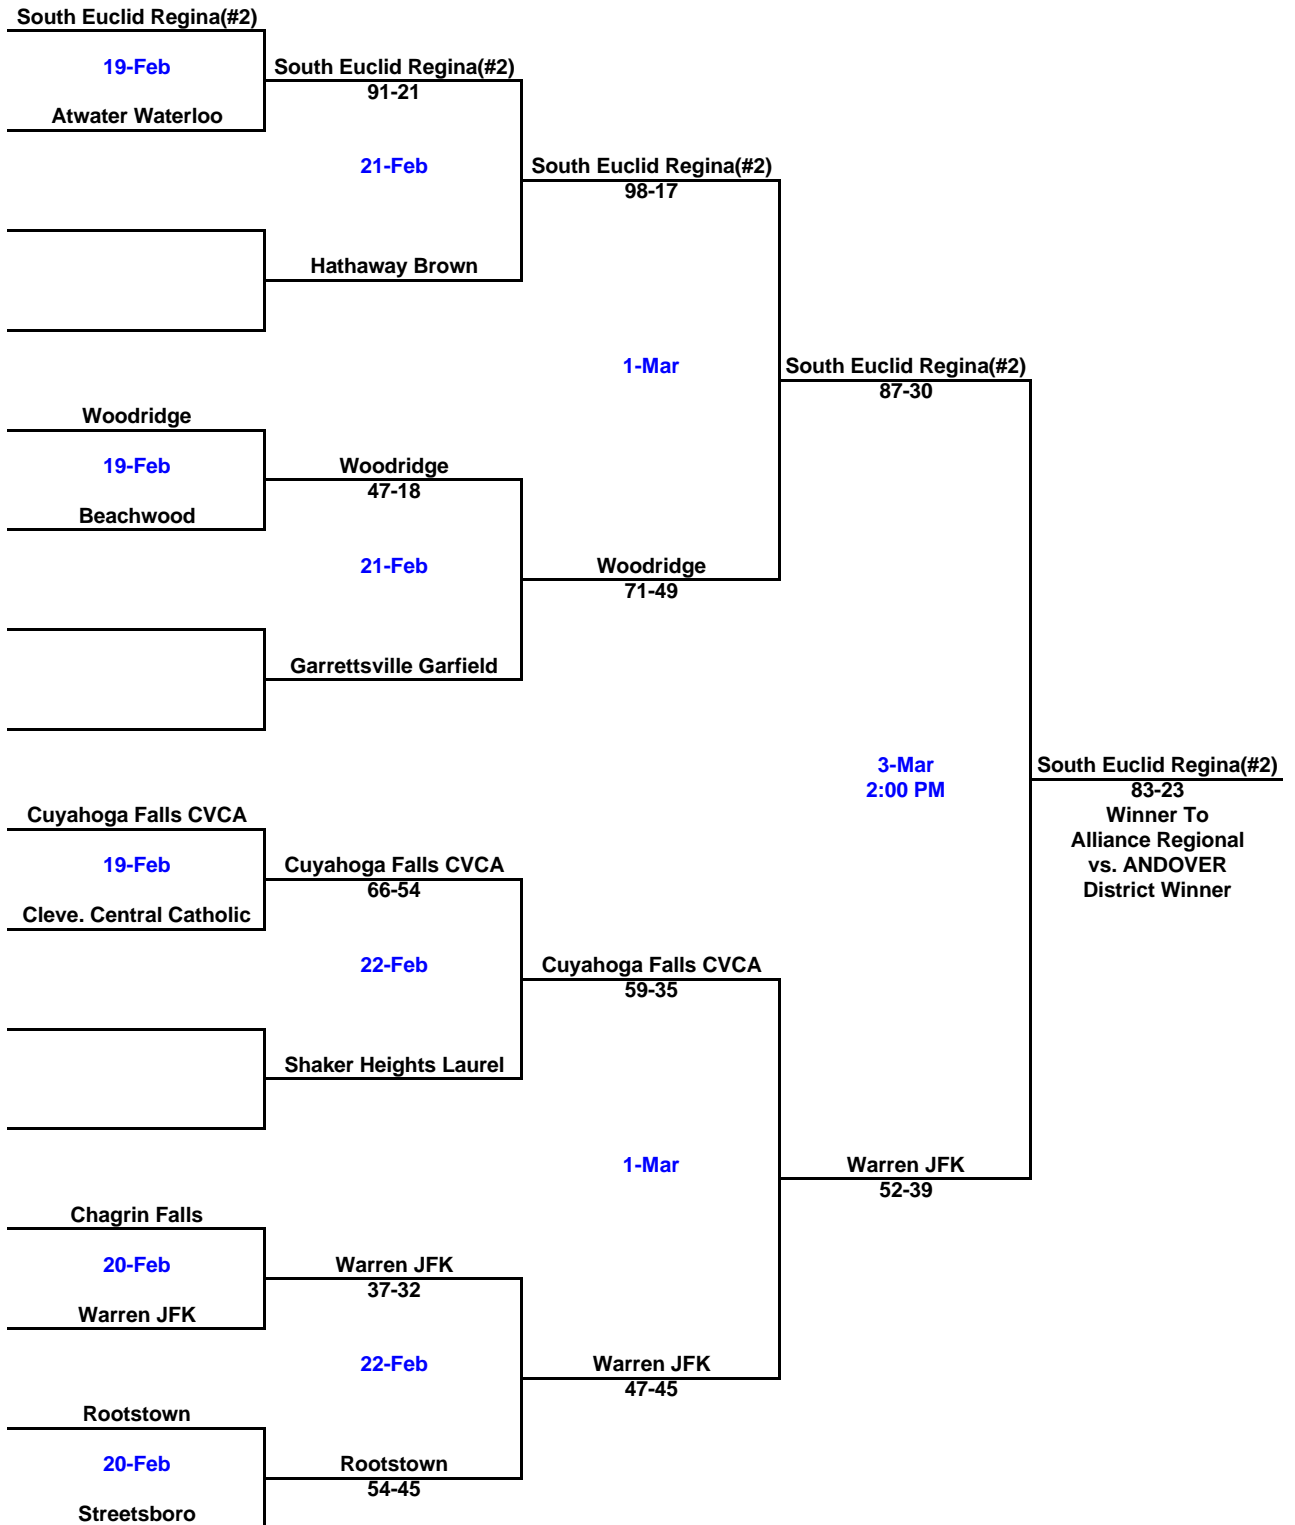 South Euclid Regina(#2)
19-Feb
South Euclid Regina(#2)
91-21
Atwater Waterloo
21-Feb
South Euclid Regina(#2)
98-17
Hathaway Brown
1-Mar
South Euclid Regina(#2)
87-30
Woodridge
19-Feb
Woodridge
47-18
Beachwood
21-Feb
Woodridge
71-49
Garrettsville Garfield
3-Mar
2:00 PM
South Euclid Regina(#2)
83-23
Winner To
Alliance Regional
vs. ANDOVER
District Winner
Cuyahoga Falls CVCA
19-Feb
Cuyahoga Falls CVCA
66-54
Cleve. Central Catholic
22-Feb
Cuyahoga Falls CVCA
59-35
Shaker Heights Laurel
1-Mar
Warren JFK
52-39
Chagrin Falls
20-Feb
Warren JFK
37-32
Warren JFK
22-Feb
Warren JFK
47-45
Rootstown
20-Feb
Rootstown
54-45
Streetsboro